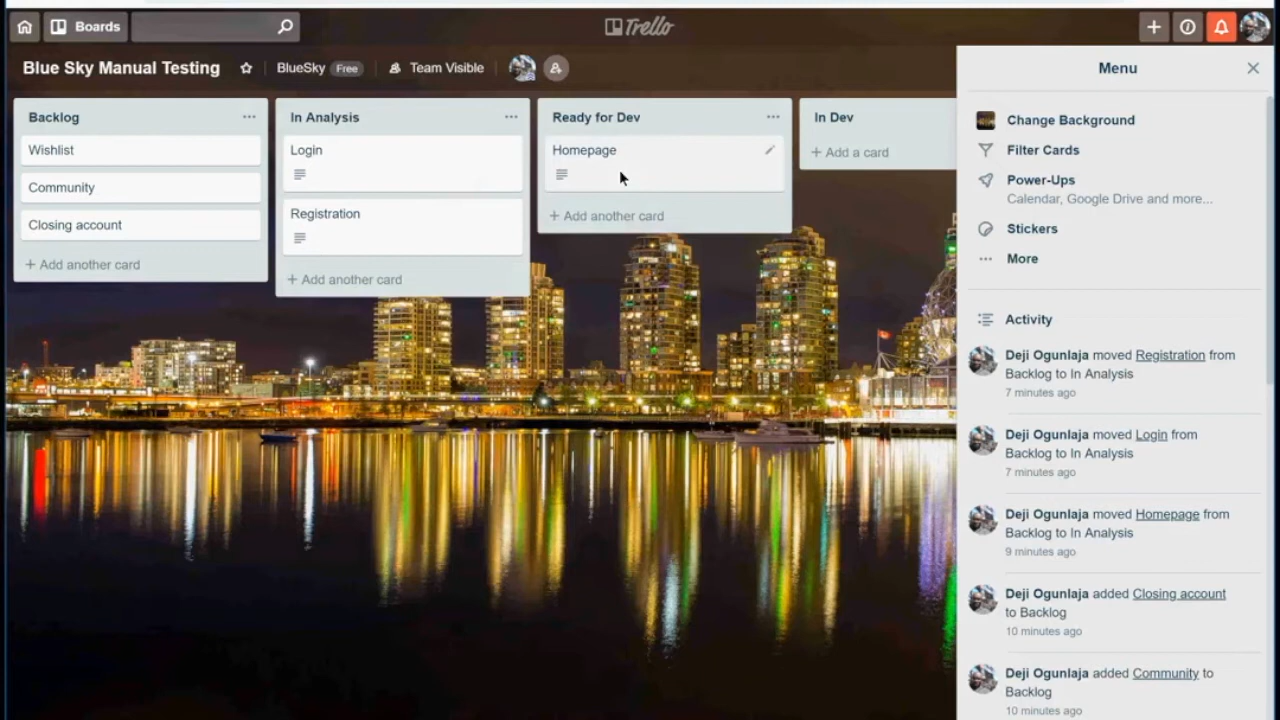 Boards
Trello
Blue Sky Manual Testing
BlueSky Free
Team Visible
Backlog
Wishlist
Community
Closing account
+ Add another card
In Analysis
Login
Registration
+ Add another card
Ready for Dev
Homepage
+ Add another card
In Dev
+ Add a card
Menu
Change Background
Filter Cards
Power-Ups
Calendar, Google Drive and more...
Stickers
More
Activity
Deji Ogunlaja moved Registration from
Backlog to In Analysis
7 minutes ago
Deji Ogunlaja moved Login from
Backlog to In Analysis
7 minutes ago
Deji Ogunlaja moved Homepage from
Backlog to In Analysis
9 minutes ago
Deji Ogunlaja added Closing account
to Backlog
10 minutes ago
Deji Ogunlaja added Community to
Backlog
10 minutes ago